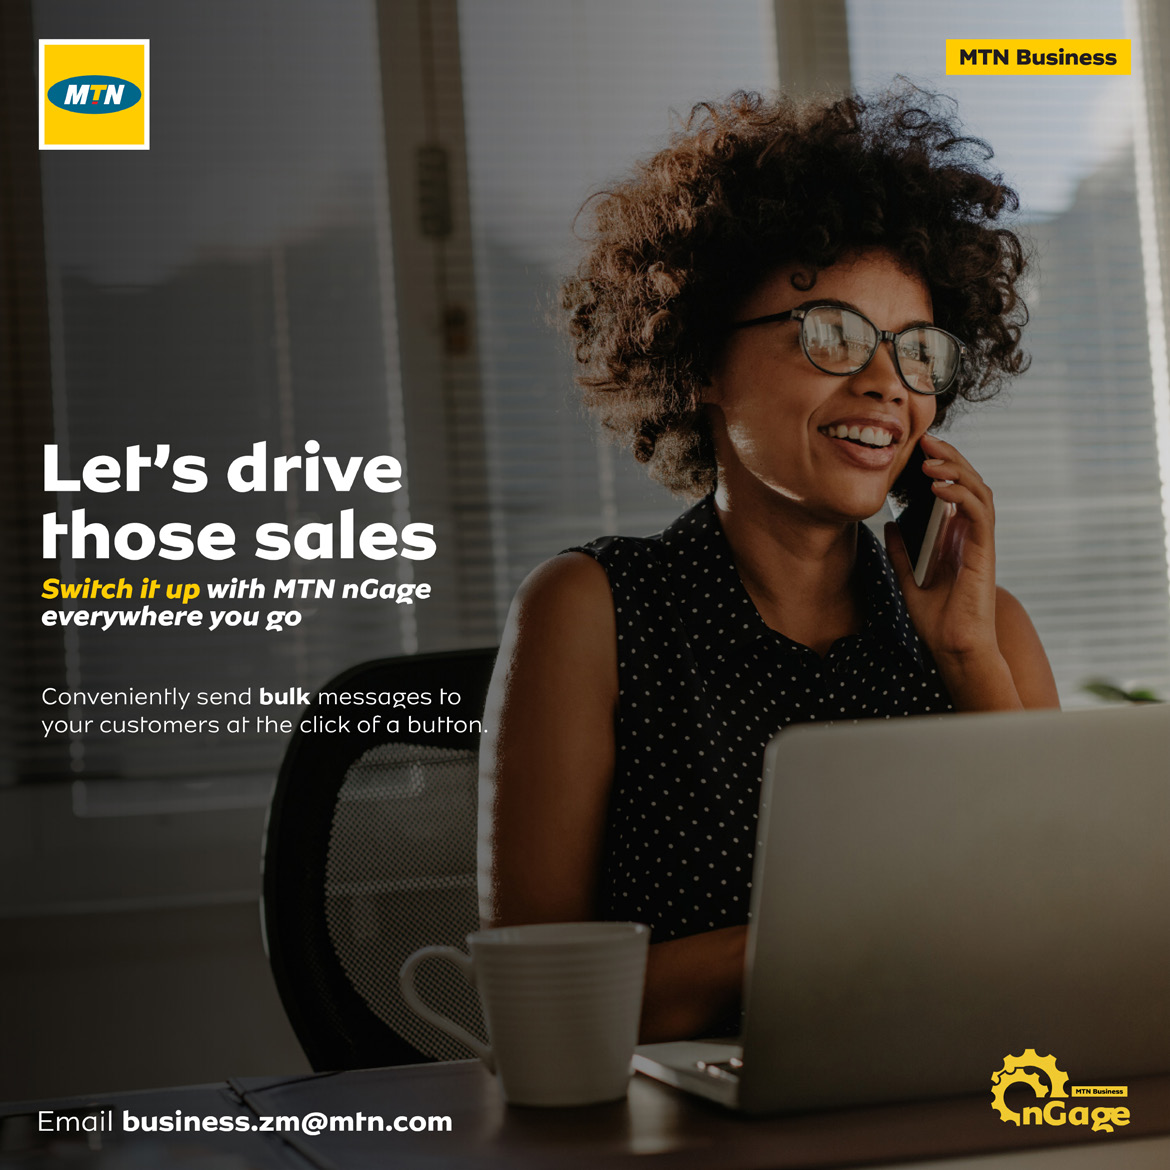 MTN
MTN Business
Let's drive
those sales
Switch it up with MTN nGage
everywhere you go
Conveniently send bulk messages to
your customers at the click of a button.
Email business.zm@mtn.com
MTN Business
nGage